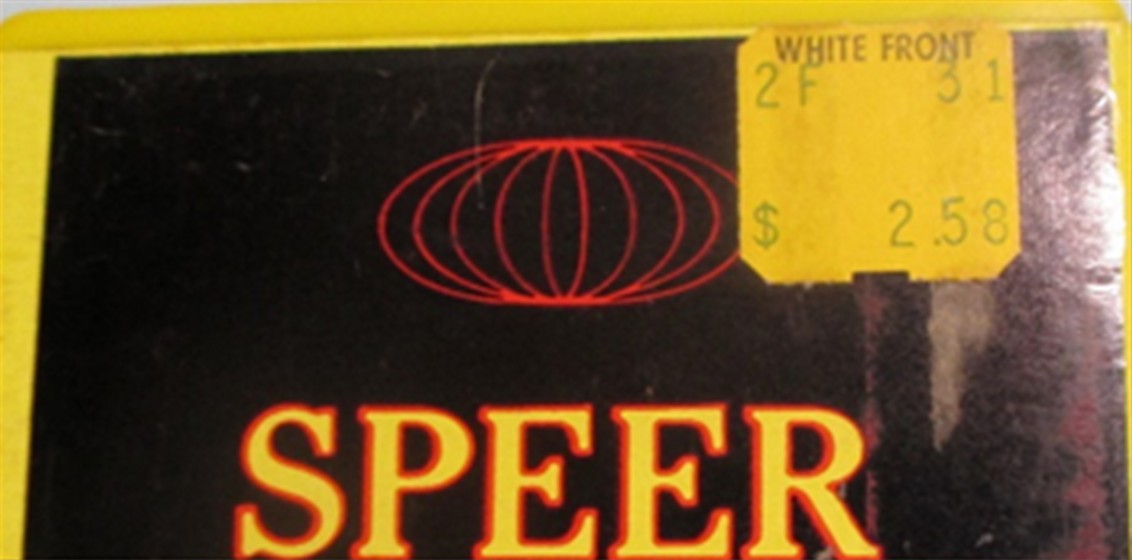 WHITE FRONT
2F 31
$ 2.58
SPEER